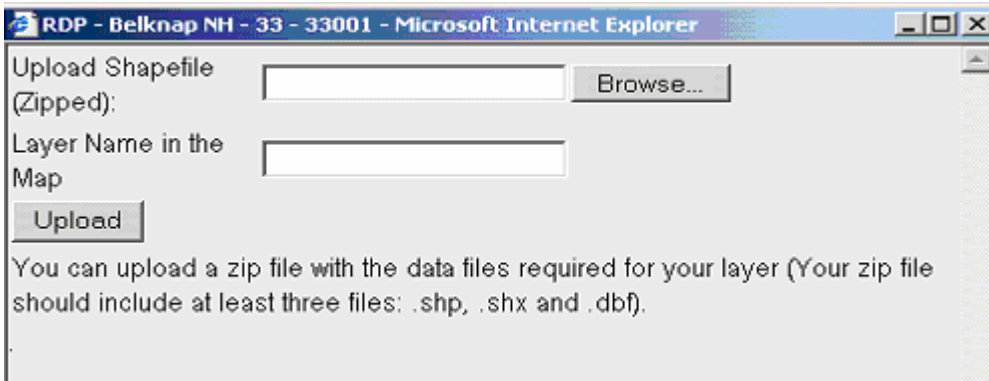 RDP - Belknap NH - 33 - 33001 - Microsoft Internet Explorer
Upload Shapefile
(Zipped):
Browse...
Layer Name in the
Map
Upload
You can upload a zip file with the data files required for your layer (Your zip file
should include at least three files: .shp, .shx and .dbf).
.